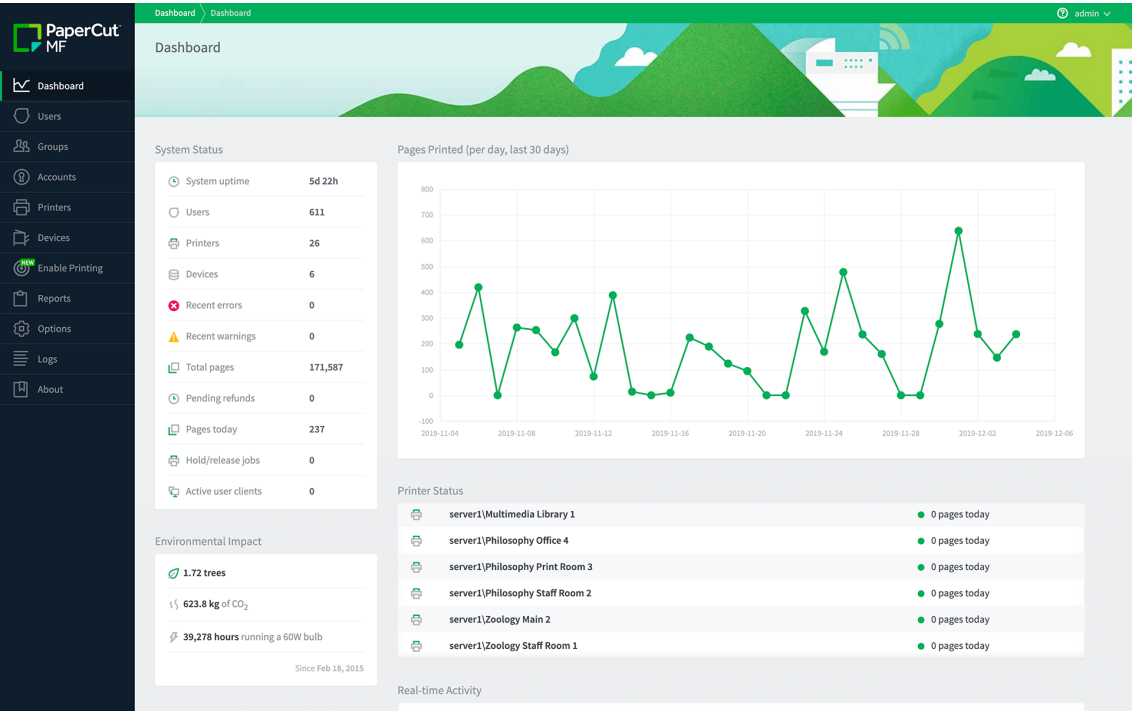 PaperCut
MF
Dashboard
Users
Groups
Accounts
Printers
Devices
NEW
Enable Printing
Reports
Options
Logs
About
Dashboard Dashboard
admin
Dashboard
System Status
System uptime 5d 22h
Users 611
Printers 26
Devices 6
Recent errors 0
Recent warnings 0
Total pages 171,587
Pending refunds 0
Pages today 237
Hold/release jobs 0
Active user clients 0
Environmental Impact
1.72 trees
623.8 kg of CO2
39,278 hours running a 60W bulb
Since Feb 18, 2015
Pages Printed (per day, last 30 days)
800
700
600
500
400
300
200
100
0
-100
2019-11-04 2019-11-08 2019-11-12 2019-11-16 2019-11-20 2019-11-24 2019-11-28 2019-12-02 2019-12-06
Printer Status
server1\Multimedia Library 1 0 pages today
server1\Philosophy Office 4 0 pages today
server1\Philosophy Print Room 3 0 pages today
server1\Philosophy Staff Room 2 0 pages today
server1\Zoology Main 2 0 pages today
server1\Zoology Staff Room 1 0 pages today
Real-time Activity